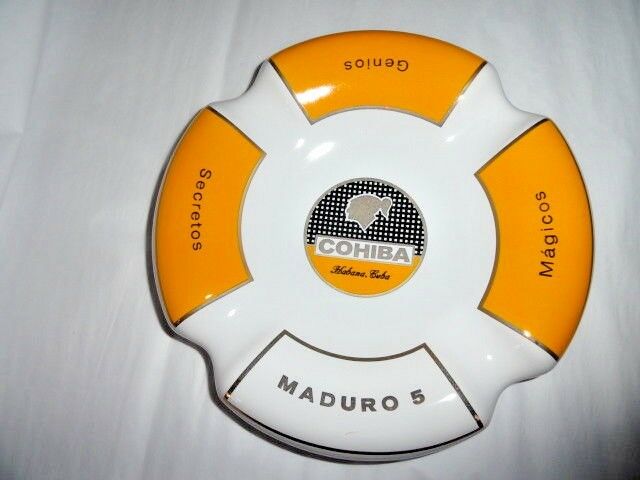 Genios
Secretos
Mágicos
COHIBA
Habana, Cuba
MADURO 5